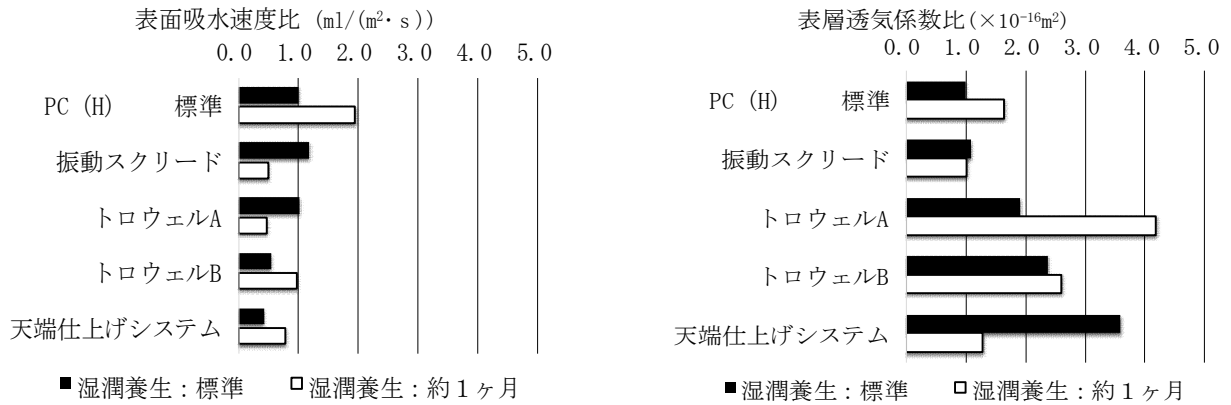 表面吸水速度比 (ml/(m²・s))
0.0 1.0 2.0 3.0 4.0 5.0
PC (H) 標準
振動スクリード
トロウェルA
トロウェルB
天端仕上げシステム
■湿潤養生：標準 □湿潤養生：約１ヶ月
表層透気係数比(×10⁻¹⁶m²)
0.0 1.0 2.0 3.0 4.0 5.0
PC (H) 標準
振動スクリード
トロウェルA
トロウェルB
天端仕上げシステム
■湿潤養生：標準 □湿潤養生：約１ヶ月